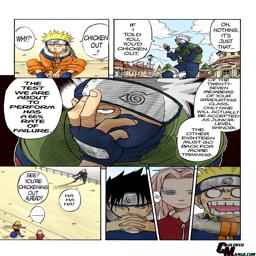 OH,
NOTHING.
IT'S
JUST
THAT...
IF
I
TOLD
YOU,
YOU'D
CHICKEN
OUT.
CHICKEN
OUT
...?
WHY?
OF THE
TWENTY-
SEVEN
MEMBERS
OF YOUR
GRADUATING
CLASS,
ONLY NINE
WILL
ACTUALLY
BE
ACCEPTED
AS JUNIOR-
LEVEL
SHINOBI.
THE
OTHER
EIGHTEEN
MUST
GO BACK
FOR MORE
TRAINING.
THE
TEST
WE ARE
ABOUT TO
PERFORM
HAS
A 66%
RATE OF
FAILURE.
HA
HA
HA!
SEE?
YOU'RE
CHICKENING
OUT
ALREADY!
COLORED
MANGA.COM